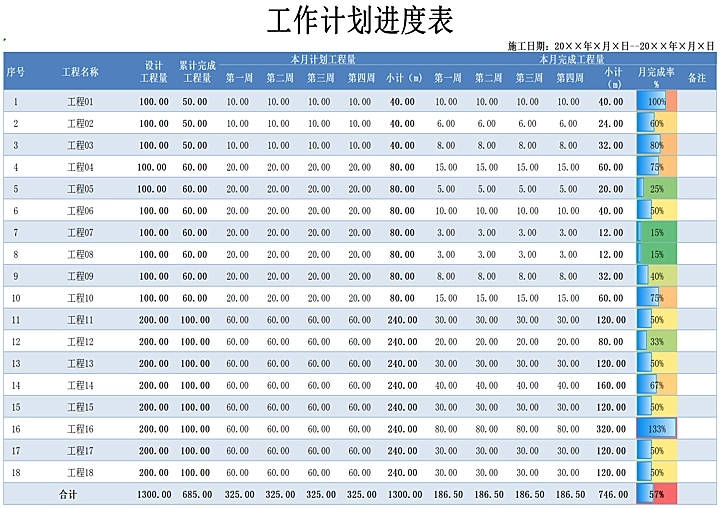 工作计划进度表
施工日期: 20××年×月×日--20××年×月×日
序号 工程名称 设计工程量 累计完成工程量 本月计划工程量 本月完成工程量 月完成率% 备注
第一周 第二周 第三周 第四周 小计（m） 第一周 第二周 第三周 第四周 小计（m）
1 工程01 100.00 50.00 10.00 10.00 10.00 10.00 40.00 10.00 10.00 10.00 10.00 40.00 100%
2 工程02 100.00 50.00 10.00 10.00 10.00 10.00 40.00 6.00 6.00 6.00 6.00 24.00 60%
3 工程03 100.00 50.00 10.00 10.00 10.00 10.00 40.00 8.00 8.00 8.00 8.00 32.00 80%
4 工程04 100.00 60.00 20.00 20.00 20.00 20.00 80.00 15.00 15.00 15.00 15.00 60.00 75%
5 工程05 100.00 60.00 20.00 20.00 20.00 20.00 80.00 5.00 5.00 5.00 5.00 20.00 25%
6 工程06 100.00 60.00 20.00 20.00 20.00 20.00 80.00 10.00 10.00 10.00 10.00 40.00 50%
7 工程07 100.00 60.00 20.00 20.00 20.00 20.00 80.00 3.00 3.00 3.00 3.00 12.00 15%
8 工程08 100.00 60.00 20.00 20.00 20.00 20.00 80.00 3.00 3.00 3.00 3.00 12.00 15%
9 工程09 100.00 60.00 20.00 20.00 20.00 20.00 80.00 8.00 8.00 8.00 8.00 32.00 40%
10 工程10 100.00 60.00 20.00 20.00 20.00 20.00 80.00 15.00 15.00 15.00 15.00 60.00 75%
11 工程11 200.00 100.00 60.00 60.00 60.00 60.00 240.00 30.00 30.00 30.00 30.00 120.00 50%
12 工程12 200.00 100.00 60.00 60.00 60.00 60.00 240.00 20.00 20.00 20.00 20.00 80.00 33%
13 工程13 200.00 100.00 60.00 60.00 60.00 60.00 240.00 30.00 30.00 30.00 30.00 120.00 50%
14 工程14 200.00 100.00 60.00 60.00 60.00 60.00 240.00 40.00 40.00 40.00 40.00 160.00 67%
15 工程15 200.00 100.00 60.00 60.00 60.00 60.00 240.00 30.00 30.00 30.00 30.00 120.00 50%
16 工程16 200.00 100.00 60.00 60.00 60.00 60.00 240.00 80.00 80.00 80.00 80.00 320.00 133%
17 工程17 200.00 100.00 60.00 60.00 60.00 60.00 240.00 30.00 30.00 30.00 30.00 120.00 50%
18 工程18 200.00 100.00 60.00 60.00 60.00 60.00 240.00 30.00 30.00 30.00 30.00 120.00 50%
合计 1300.00 685.00 325.00 325.00 325.00 325.00 1300.00 186.50 186.50 186.50 186.50 746.00 57%